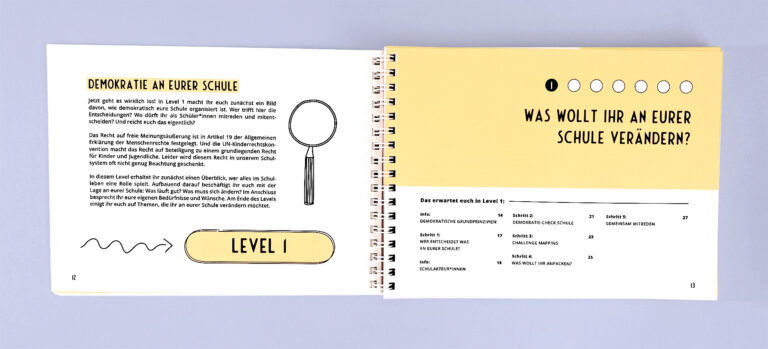 DEMOKRATIE AN EURER SCHULE
Jetzt geht es wirklich los! In Level 1 macht ihr euch zunächst ein Bild
davon, wie demokratisch eure Schule organisiert ist. Wer trifft hier die
Entscheidungen? Wo dürft ihr als Schüler*innen mitreden und mitent-
scheiden? Und reicht euch das eigentlich?
Das Recht auf freie Meinungsäußerung ist in Artikel 19 der Allgemeinen
Erklärung der Menschenrechte festgelegt. Und die UN-Kinderrechtskon-
vention macht das Recht auf Beteiligung zu einem grundlegenden Recht
für Kinder und Jugendliche. Leider wird diesem Recht in unserem Schul-
system oft nicht genug Beachtung geschenkt.
In diesem Level erhaltet ihr zunächst einen Überblick, wer alles im Schul-
leben eine Rolle spielt. Aufbauend darauf beschäftigt ihr euch mit der
Lage an eurer Schule: Was läuft gut? Was muss sich ändern? Im Anschluss
besprecht ihr eure eigenen Bedürfnisse und Wünsche. Am Ende des Levels
einigt ihr euch auf Themen, die ihr an eurer Schule verändern möchtet.
LEVEL 1
12
1
WAS WOLLT IHR AN EURER
SCHULE VERÄNDERN?
Das erwartet euch in Level 1:
Info: 14
DEMOKRATISCHE GRUNDPRINZIPIEN
Schritt 1: 17
WER ENTSCHEIDET WAS
AN EURER SCHULE?
Info: 18
SCHULAKTEUR*INNEN
Schritt 2: 21
DEMOKRATIE-CHECK SCHULE
Schritt 3: 23
CHALLENGE MAPPING
Schritt 4: 25
WAS WOLLT IHR ANPACKEN?
Schritt 5: 27
GEMEINSAM MITREDEN
13